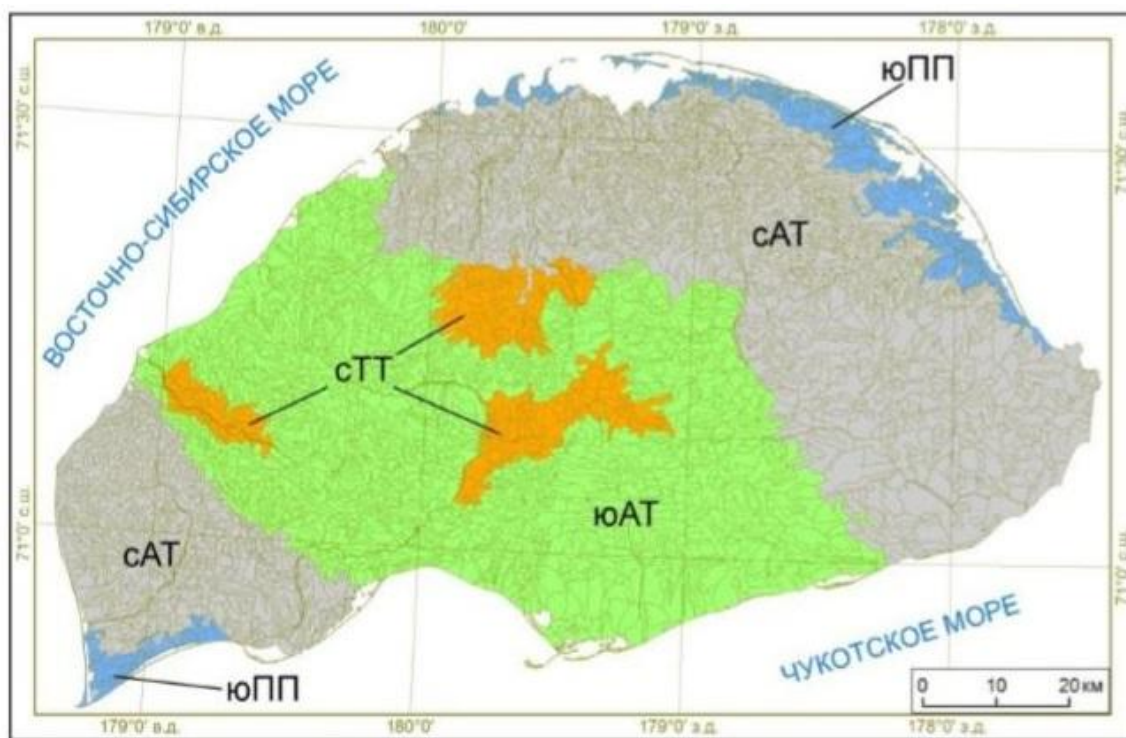 179°0' в.д.
180°0'
179°0' з.д.
178°0' з.д.
71°30' с.ш.
71°30' с.ш.
ВОСТОЧНО-СИБИРСКОЕ МОРЕ
юПП
сАТ
сТТ
юАТ
сАТ
71°0' с.ш.
71°0' с.ш.
ЧУКОТСКОЕ МОРЕ
юПП
0 10 20 км
179°0' в.д.
180°0'
179°0' з.д.
178°0' з.д.